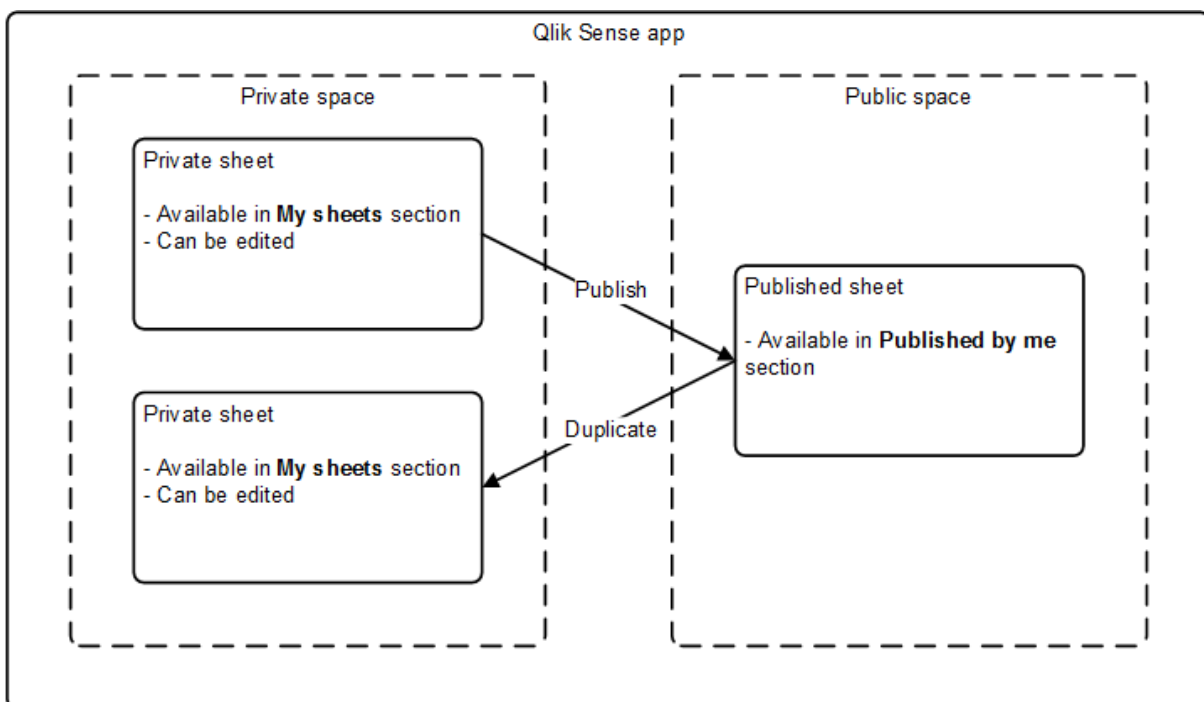 Qlik Sense app
Private space
Private sheet
- Available in My sheets section
- Can be edited
Publish
Duplicate
Private sheet
- Available in My sheets section
- Can be edited
Public space
Published sheet
- Available in Published by me
section